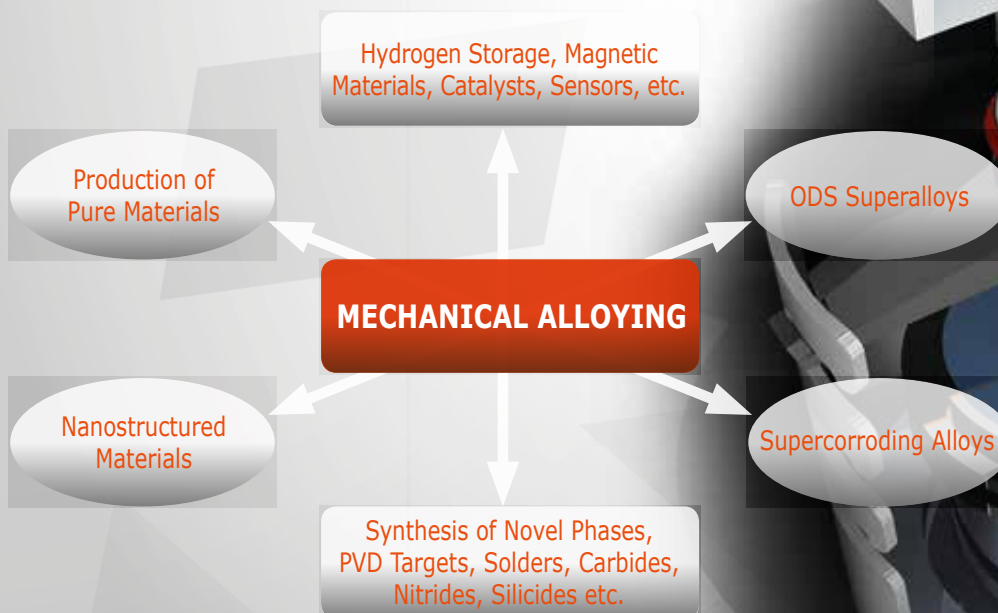 Hydrogen Storage, Magnetic
Materials, Catalysts, Sensors, etc.
Production of
Pure Materials
ODS Superalloys
MECHANICAL ALLOYING
Nanostructured
Materials
Supercorroding Alloys
Synthesis of Novel Phases,
PVD Targets, Solders, Carbides,
Nitrides, Silicides etc.